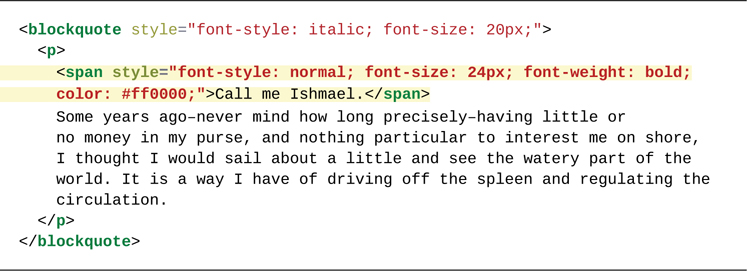 <blockquote style="font-style: italic; font-size: 20px;">
<p>
<span style="font-style: normal; font-size: 24px; font-weight: bold;
color: #ff0000;">Call me Ishmael.</span>
Some years ago–never mind how long precisely–having little or
no money in my purse, and nothing particular to interest me on shore,
I thought I would sail about a little and see the watery part of the
world. It is a way I have of driving off the spleen and regulating the
circulation.
</p>
</blockquote>